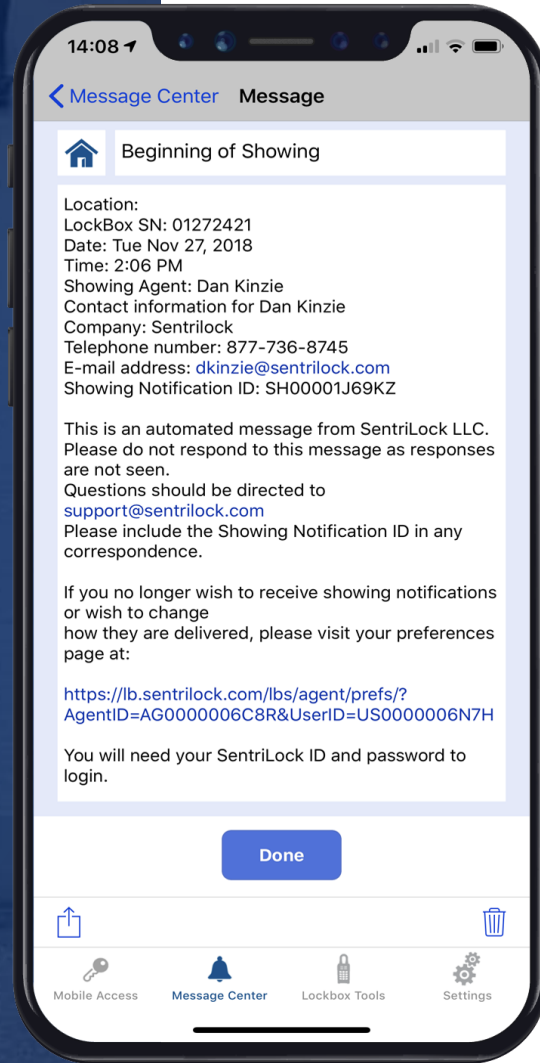 14:08
Message Center Message
Beginning of Showing
Location:
LockBox SN: 01272421
Date: Tue Nov 27, 2018
Time: 2:06 PM
Showing Agent: Dan Kinzie
Contact information for Dan Kinzie
Company: Sentrilock
Telephone number: 877-736-8745
E-mail address: dkinzie@sentrilock.com
Showing Notification ID: SH00001J69KZ
This is an automated message from SentriLock LLC.
Please do not respond to this message as responses
are not seen.
Questions should be directed to
support@sentrilock.com
Please include the Showing Notification ID in any
correspondence.
If you no longer wish to receive showing notifications
or wish to change
how they are delivered, please visit your preferences
page at:
https://lb.sentrilock.com/lbs/agent/prefs/?
AgentID=AG0000006C8R&UserID=US0000006N7H
You will need your SentriLock ID and password to
login.
Done
Mobile Access Message Center Lockbox Tools Settings